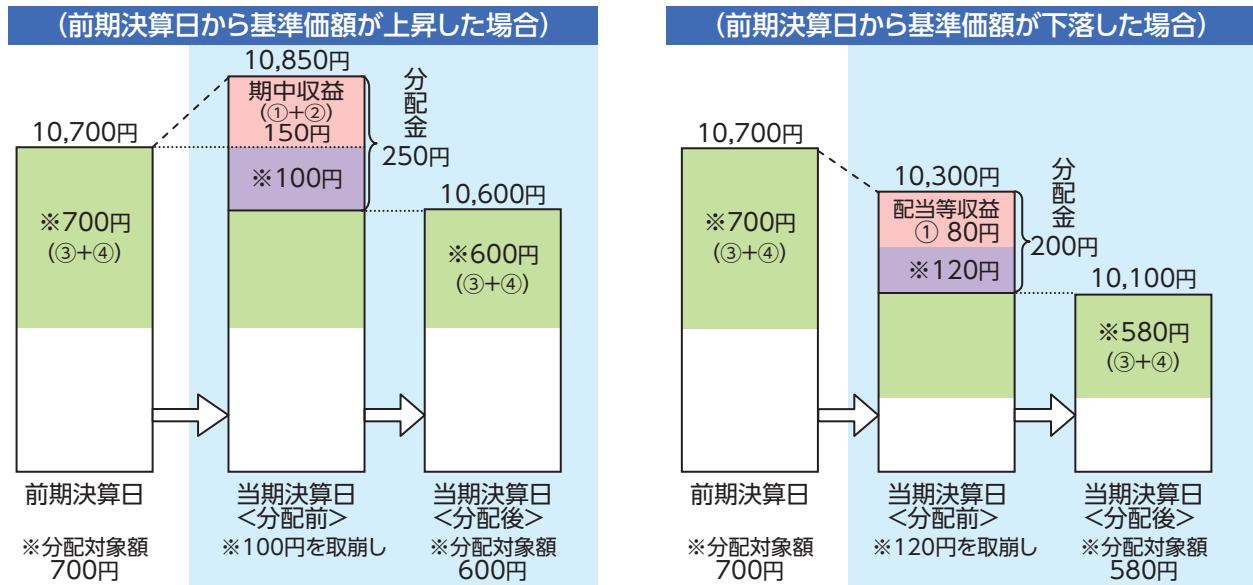 (前期決算日から基準価額が上昇した場合)
10,850円
期中収益
(①+②)
150円
分配金
250円
10,700円
※100円
10,600円
※700円
(③+④)
※600円
(③+④)
前期決算日
当期決算日
<分配前>
当期決算日
<分配後>
※分配対象額
700円
※100円を取崩し
※分配対象額
600円
(前期決算日から基準価額が下落した場合)
10,700円
10,300円
分配金
200円
配当等収益
① 80円
※700円
(③+④)
※120円
10,100円
※580円
(③+④)
前期決算日
当期決算日
<分配前>
当期決算日
<分配後>
※分配対象額
700円
※120円を取崩し
※分配対象額
580円